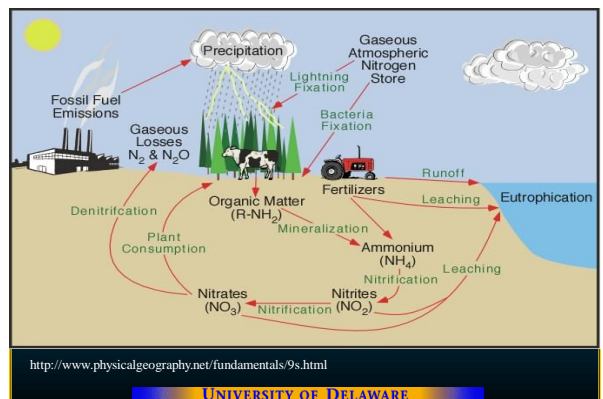 Precipitation
Gaseous
Atmospheric
Nitrogen
Store
Lightning
Fixation
Fossil Fuel
Emissions
Bacteria
Fixation
Gaseous
Losses
N₂ & N₂O
Runoff
Fertilizers
Leaching
Eutrophication
Organic Matter
(R-NH₂)
Denitrifcation
Mineralization
Plant
Consumption
Ammonium
(NH₄)
Leaching
Nitrification
Nitrates
(NO₃)
Nitrification
Nitrites
(NO₂)
http://www.physicalgeography.net/fundamentals/9s.html
UNIVERSITY OF DELAWARE